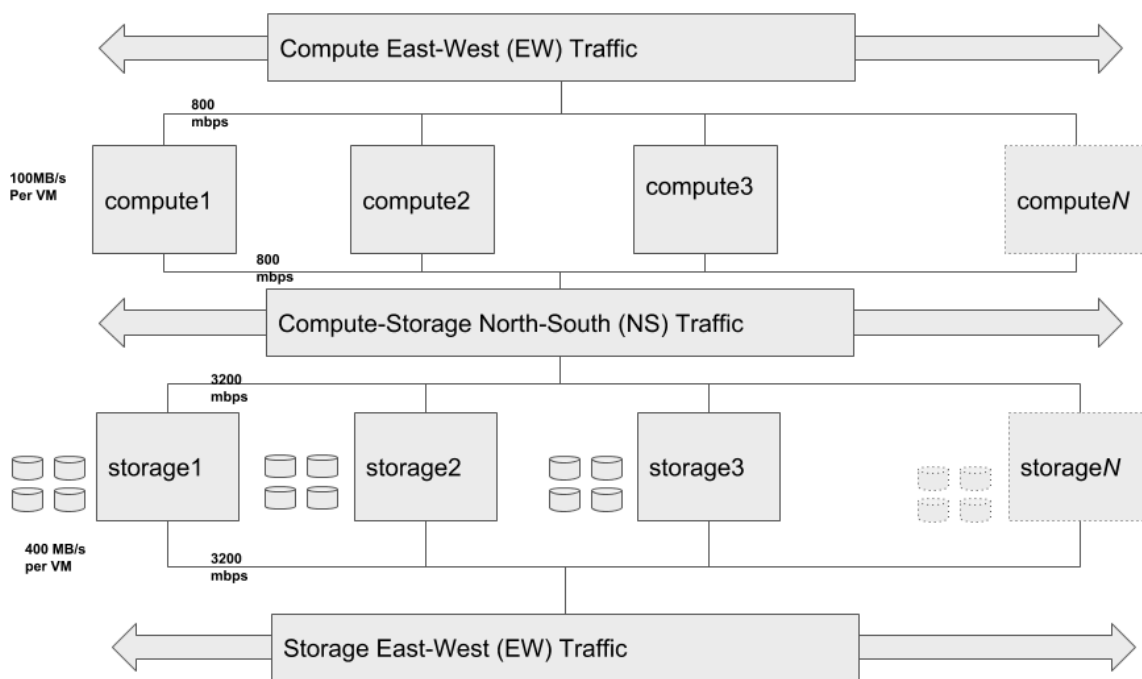 Compute East-West (EW) Traffic
800
mbps
100MB/s
Per VM
compute1
compute2
compute3
computeN
800
mbps
Compute-Storage North-South (NS) Traffic
3200
mbps
storage1
storage2
storage3
storageN
400 MB/s
per VM
3200
mbps
Storage East-West (EW) Traffic